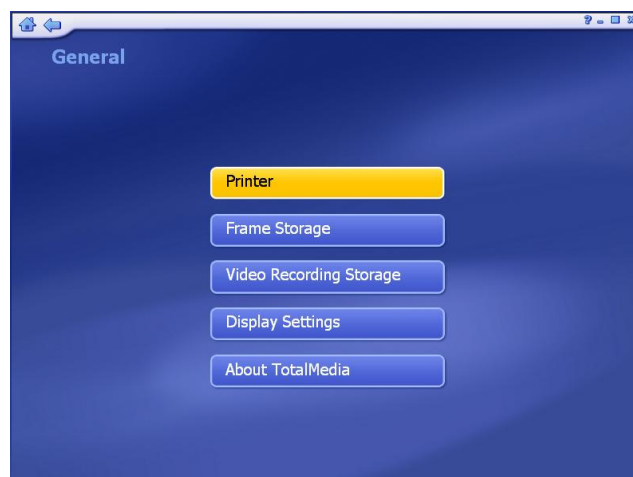 General
Printer
Frame Storage
Video Recording Storage
Display Settings
About TotalMedia